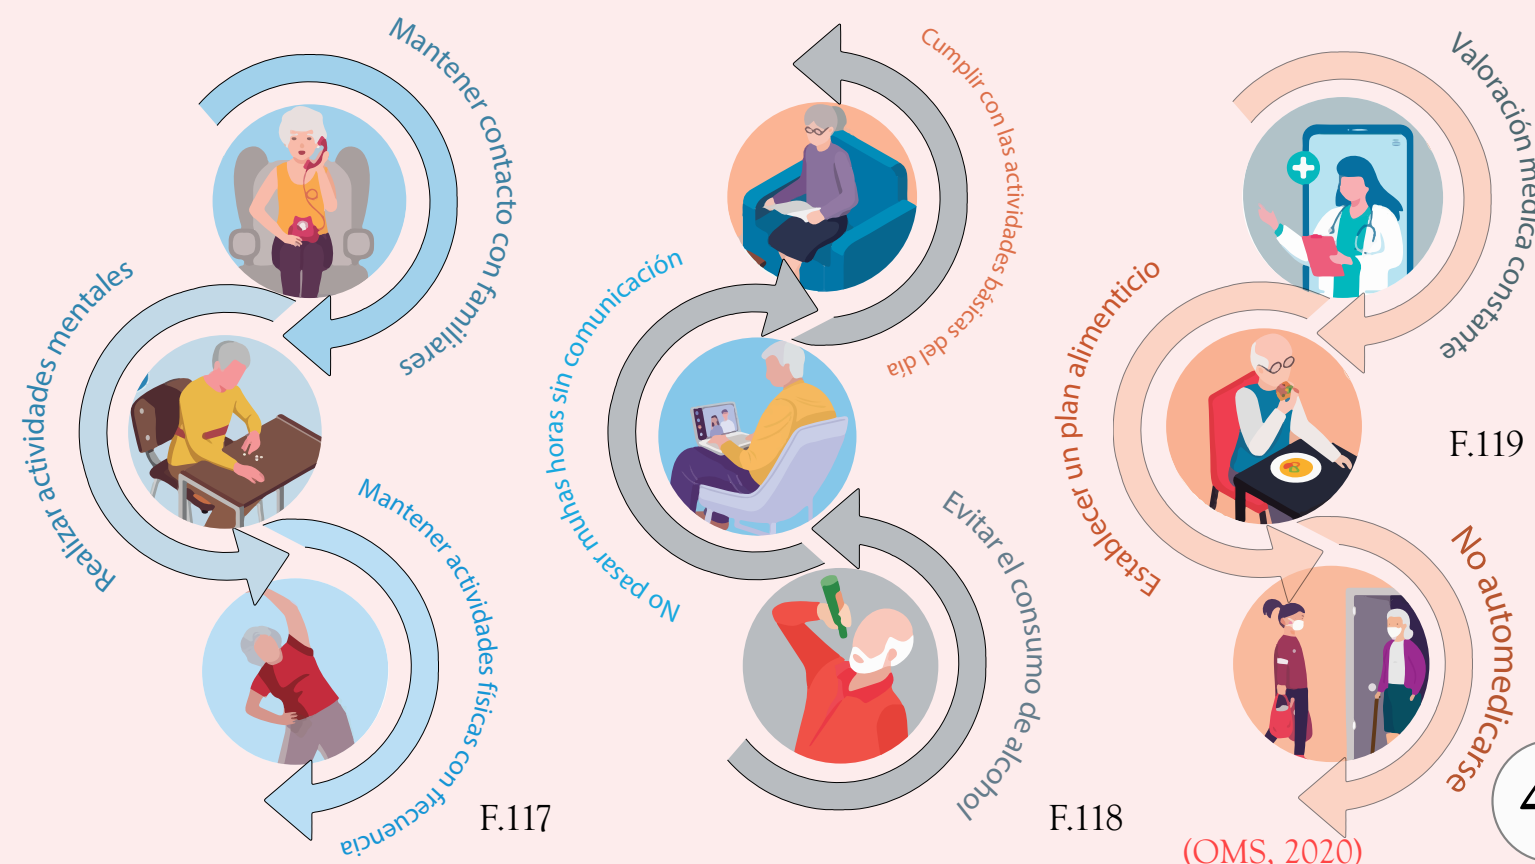 Mantener contacto con familiares
Realizar actividades mentales
Mantener actividades físicas con frecuencia
F.117
Cumplir con las actividades básicas del día
No pasar muhnas horas sin comunicación
Evitar el consumo de alcohol
F.118
Valoración médica constante
Establecer un plan alimenticio
F.119
No automedicarse
(OMS, 2020)
4